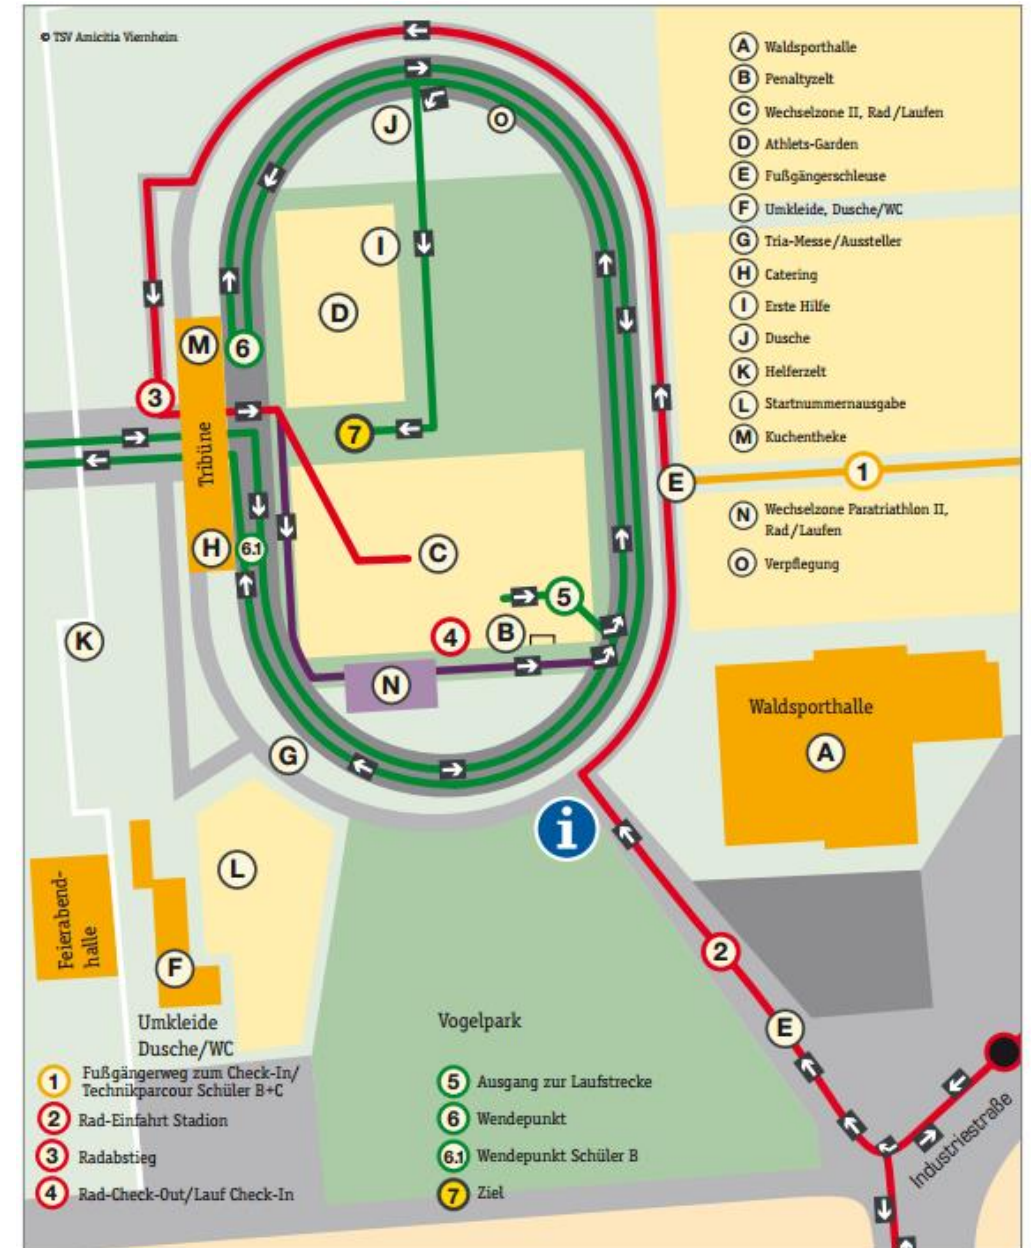 © TSV Amicitia Viernheim
A Waldsporthalle
B Penaltyzelt
C Wechselzone II, Rad/Laufen
D Athlets-Garden
E Fußgängerschleuse
F Umkleide, Dusche/WC
G Tria-Messe/Aussteller
H Catering
I Erste Hilfe
J Dusche
K Helferzelt
L Startnummernausgabe
M Kuchentheke
N Wechselzone Paratriathlon II,
Rad/Laufen
O Verpflegung
J
O
I
D
M
6
3
7
Tribüne
E
1
H
6.1
C
5
4
B
K
N
G
Waldsporthalle
A
i
L
Feierabend-
halle
F
2
E
Umkleide
Dusche/WC
Vogelpark
Industriestraße
1 Fußgängerweg zum Check-In/
Technikparcour Schüler B+C
2 Rad-Einfahrt Stadion
3 Radabstieg
4 Rad-Check-Out/Lauf Check-In
5 Ausgang zur Laufstrecke
6 Wendepunkt
6.1 Wendepunkt Schüler B
7 Ziel